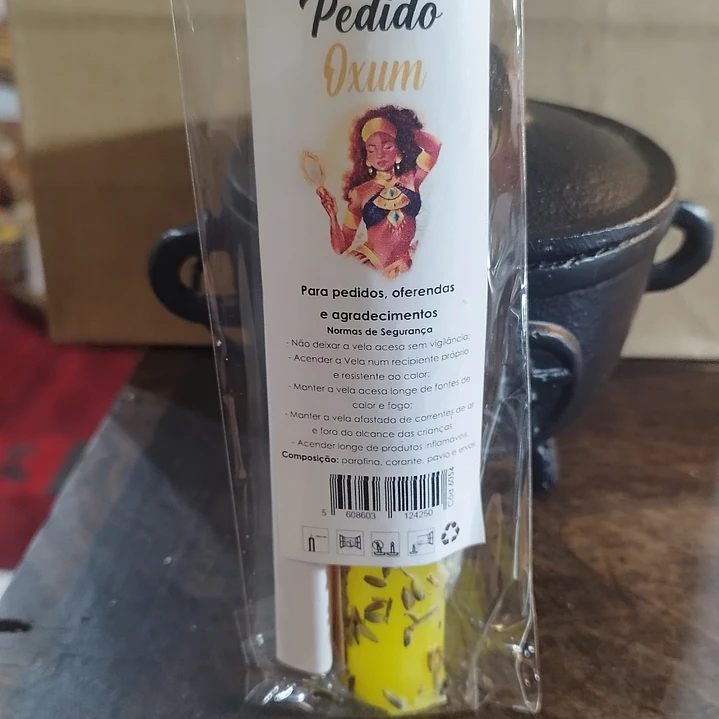 Pedido
Oxum
Para pedidos, oferendas
e agradecimentos
Normas de Segurança
- Não deixar a vela acesa sem vigilância;
- Acender a Vela num recipiente próprio
e resistente ao calor;
- Manter a vela acesa longe de fontes de
calor e fogo;
- Manter a vela afastada de correntes de ar
e fora do alcance das crianças
- Acender longe de produtos inflamáveis.
Composição: parafina, corante, pavio e ervas
Cód. 6054
5 608603 124250